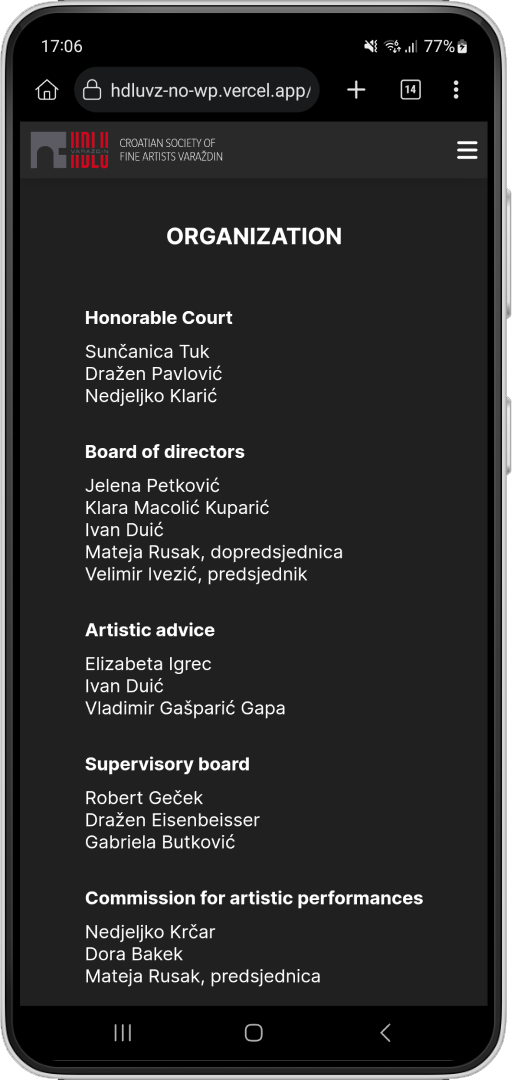 17:06
77%
hdluvz-no-wp.vercel.app/
14
HDLU
VARAŽDIN
CROATIAN SOCIETY OF
FINE ARTISTS VARAŽDIN
ORGANIZATION
Honorable Court
Sunčanica Tuk
Dražen Pavlović
Nedjeljko Klarić
Board of directors
Jelena Petković
Klara Macolić Kuparić
Ivan Duić
Mateja Rusak, dopredsjednica
Velimir Ivezić, predsjednik
Artistic advice
Elizabeta Igrec
Ivan Duić
Vladimir Gašparić Gapa
Supervisory board
Robert Geček
Dražen Eisenbeisser
Gabriela Butković
Commission for artistic performances
Nedjeljko Krčar
Dora Bakek
Mateja Rusak, predsjednica